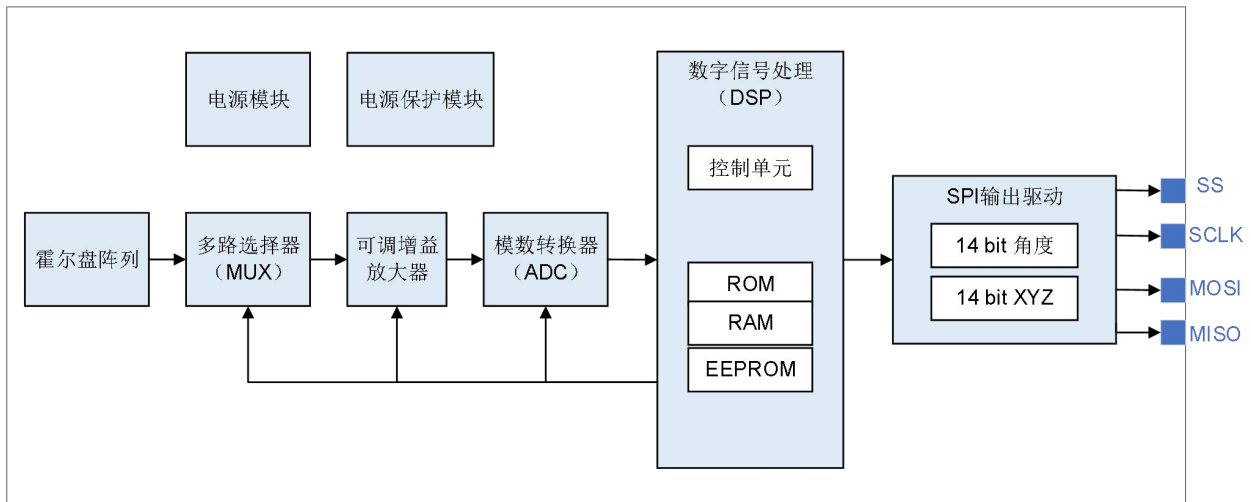 电源模块
电源保护模块
数字信号处理
（DSP）
控制单元
霍尔盘阵列
多路选择器
（MUX）
可调增益
放大器
模数转换器
（ADC）
ROM
RAM
EEPROM
SPI输出驱动
14 bit 角度
14 bit XYZ
SS
SCLK
MOSI
MISO